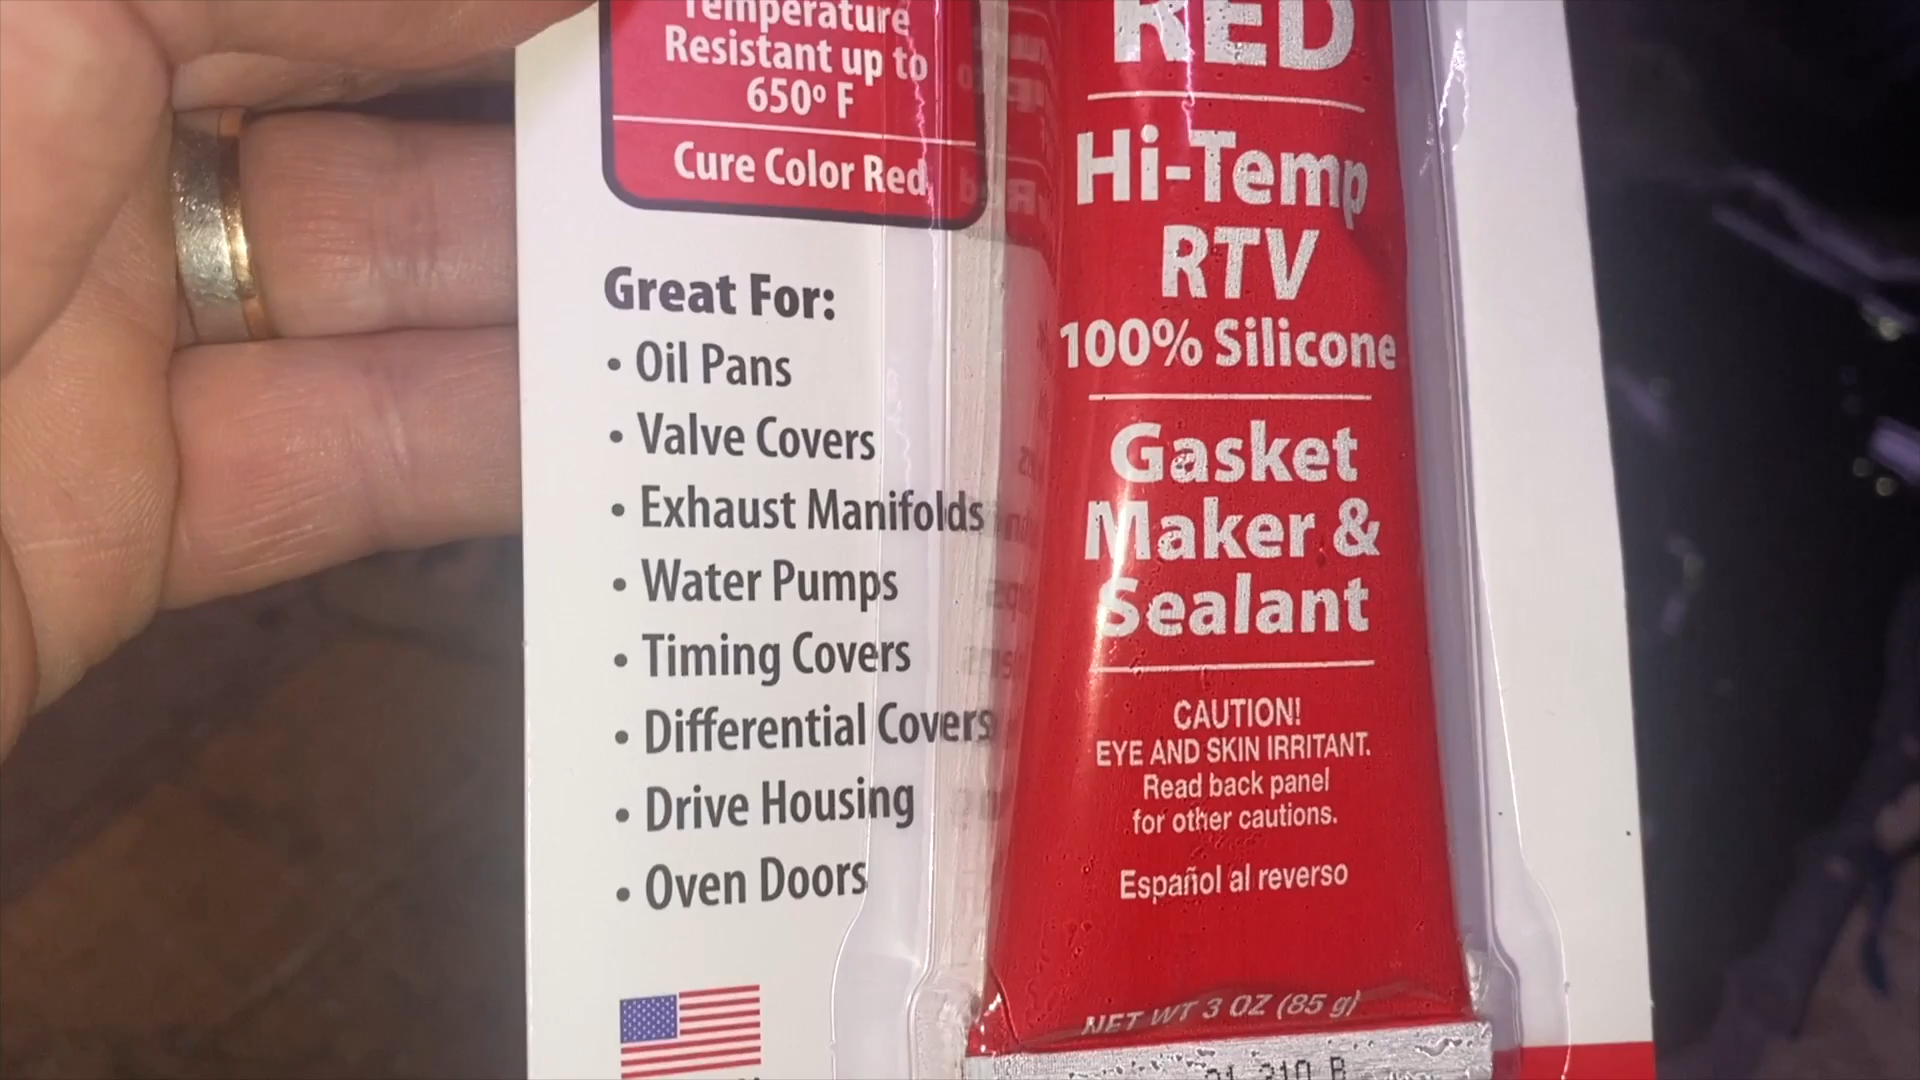 Temperature
Resistant up to
650º F
Cure Color Red
Great For:
• Oil Pans
• Valve Covers
• Exhaust Manifolds
• Water Pumps
• Timing Covers
• Differential Covers
• Drive Housing
• Oven Doors
RED
Hi-Temp
RTV
100% Silicone
Gasket
Maker &
Sealant
CAUTION!
EYE AND SKIN IRRITANT.
Read back panel
for other cautions.
Español al reverso
NET WT 3 OZ (85 g)